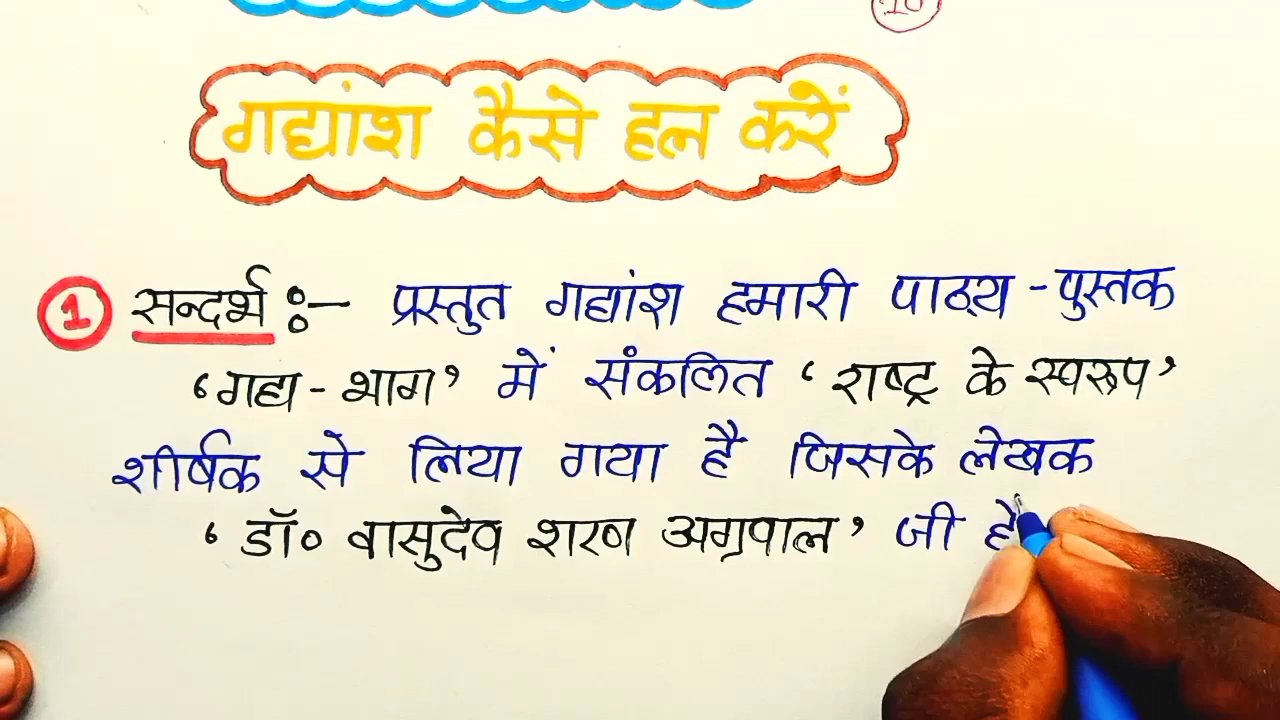 10
गद्यांश कैसे हल करें
1 सन्दर्भ :- प्रस्तुत गद्यांश हमारी पाठ्य-पुस्तक
‘गद्य-भाग’ में संकलित ‘राष्ट्र के स्वरूप’
शीर्षक से लिया गया है जिसके लेखक
‘डॉ० वासुदेव शरण अग्रवाल’ जी है